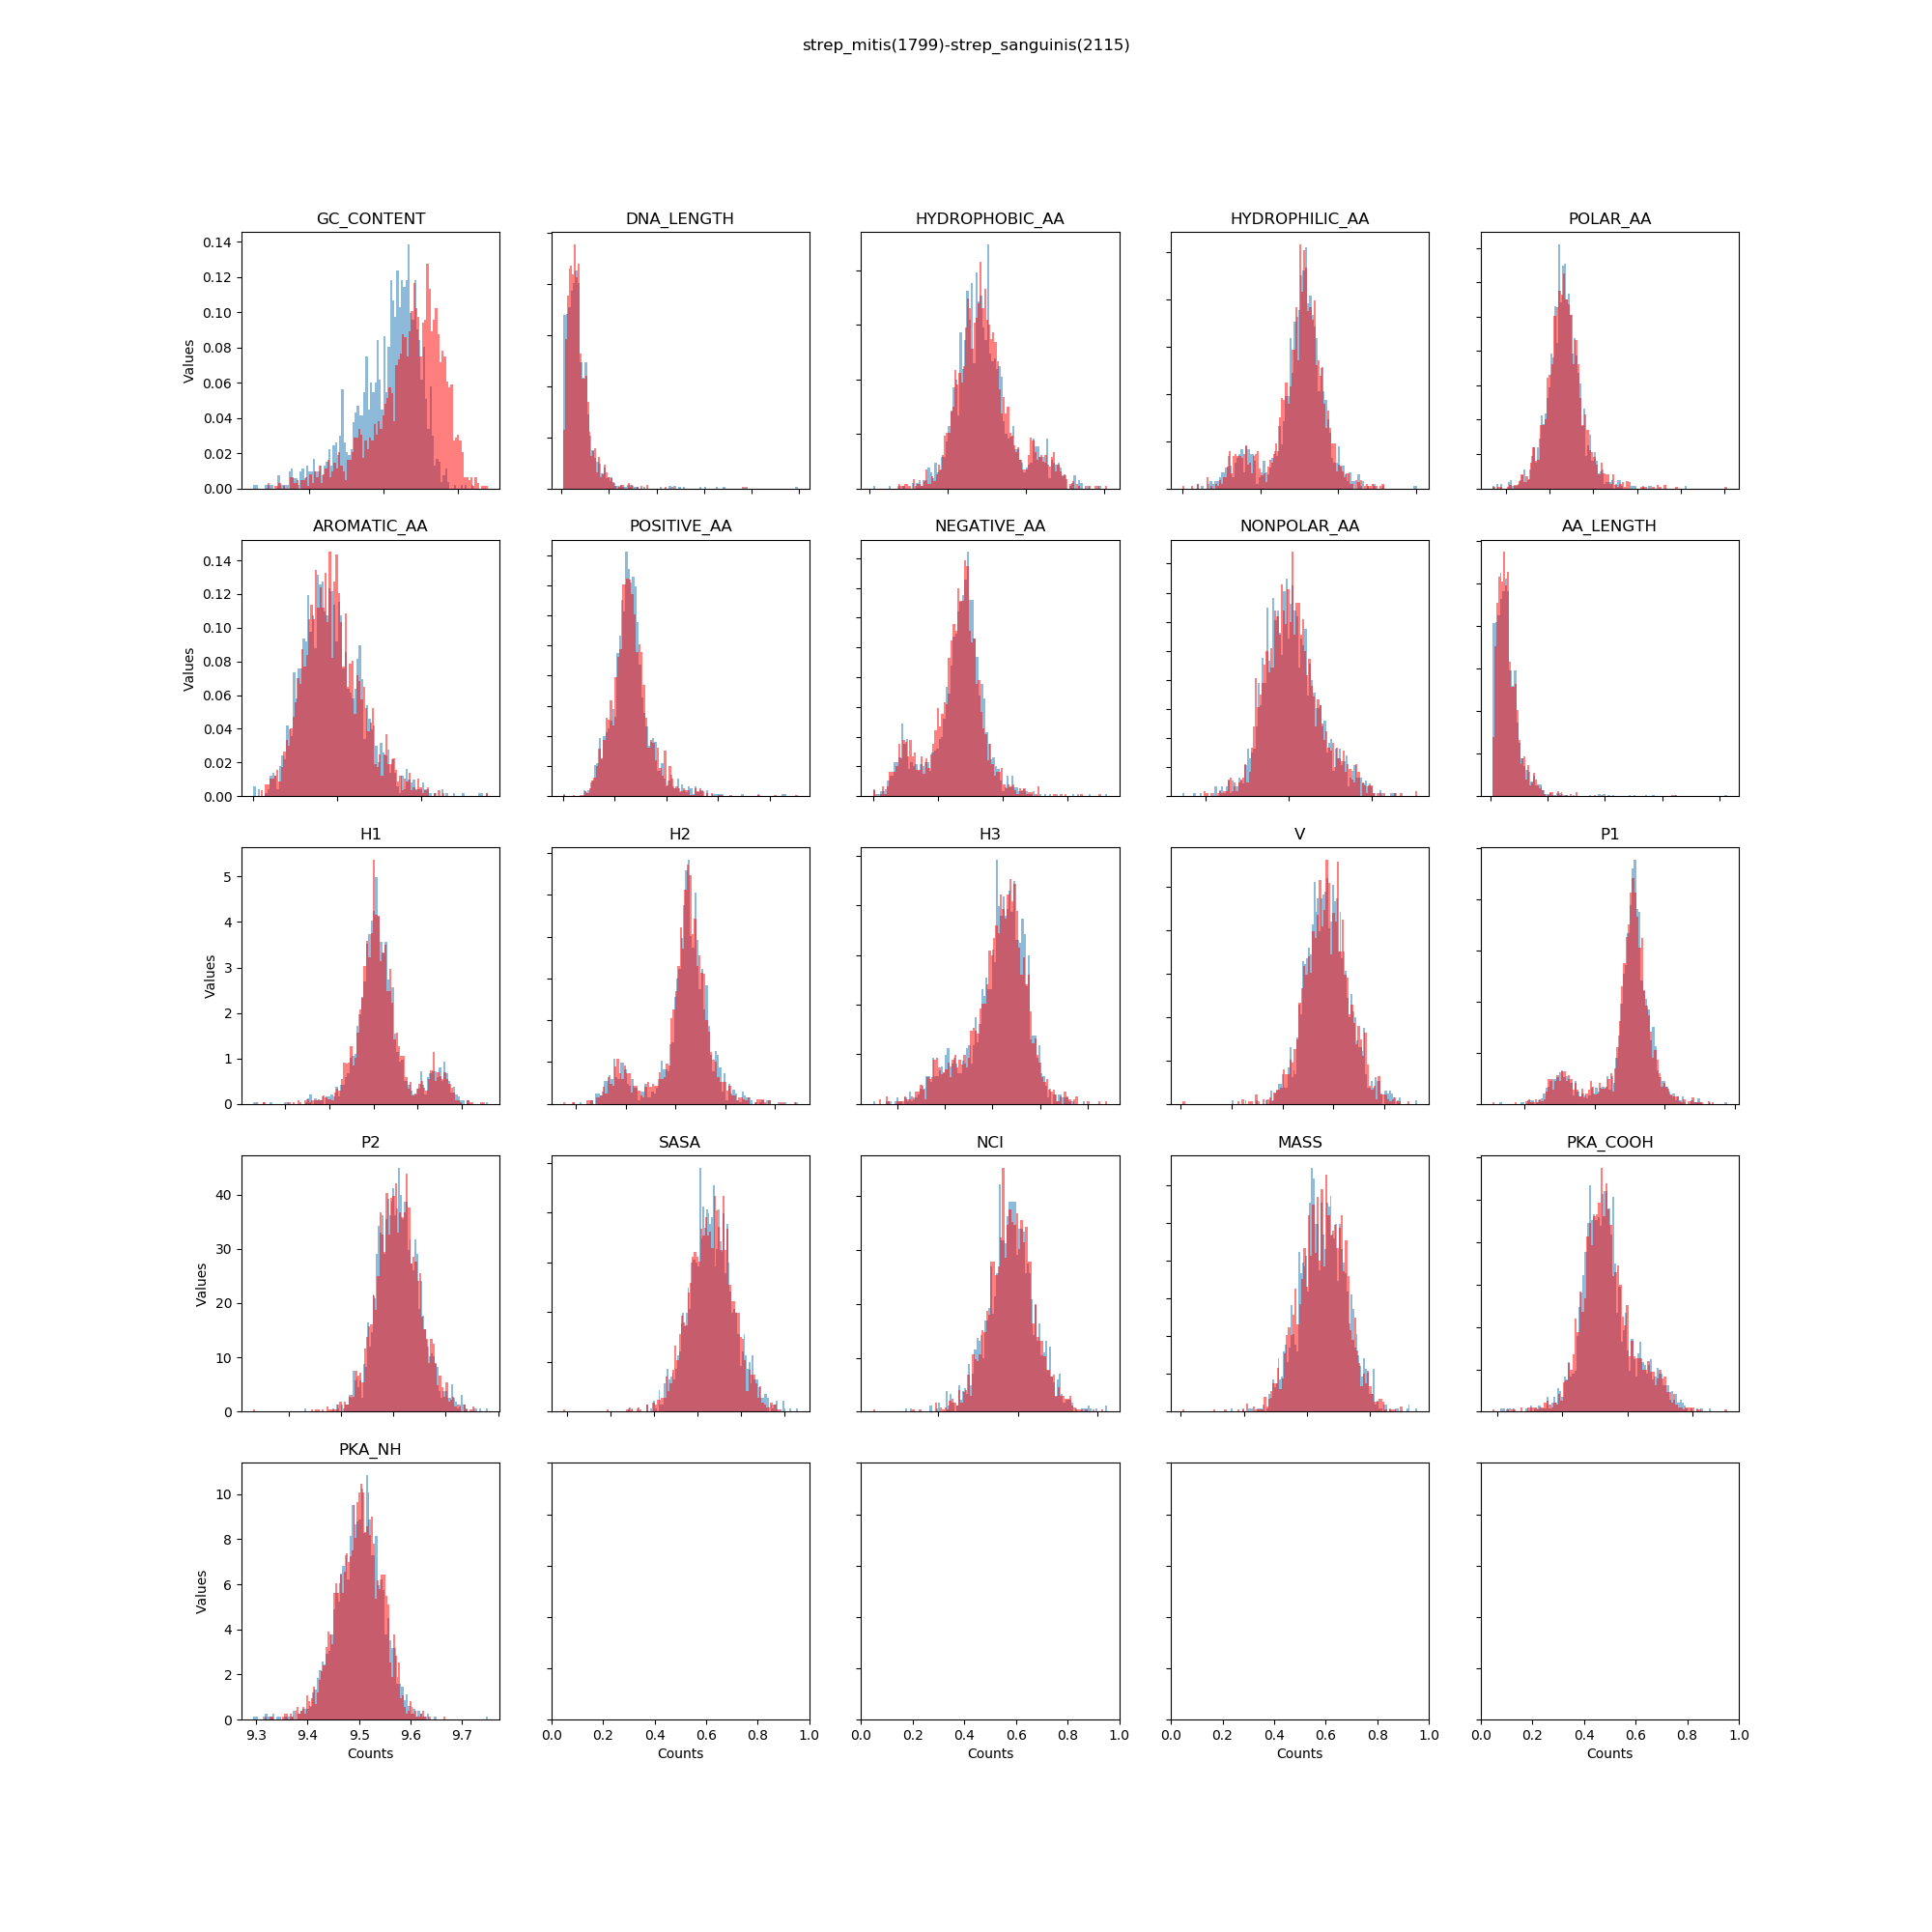 strep_mitis(1799)-strep_sanguinis(2115)
GC_CONTENT DNA_LENGTH HYDROPHOBIC_AA HYDROPHILIC_AA POLAR_AA
0.14
0.12
0.10
0.08
0.06
0.04
0.02
0.00
Values
AROMATIC_AA POSITIVE_AA NEGATIVE_AA NONPOLAR_AA AA_LENGTH
0.14
0.12
0.10
0.08
0.06
0.04
0.02
0.00
Values
H1 H2 H3 V P1
5
4
3
2
1
0
Values
P2 SASA NCI MASS PKA_COOH
40
30
20
10
0
Values
PKA_NH
10
8
6
4
2
0
Values
9.3 9.4 9.5 9.6 9.7 0.0 0.2 0.4 0.6 0.8 1.0 0.0 0.2 0.4 0.6 0.8 1.0 0.0 0.2 0.4 0.6 0.8 1.0 0.0 0.2 0.4 0.6 0.8 1.0
Counts Counts Counts Counts Counts